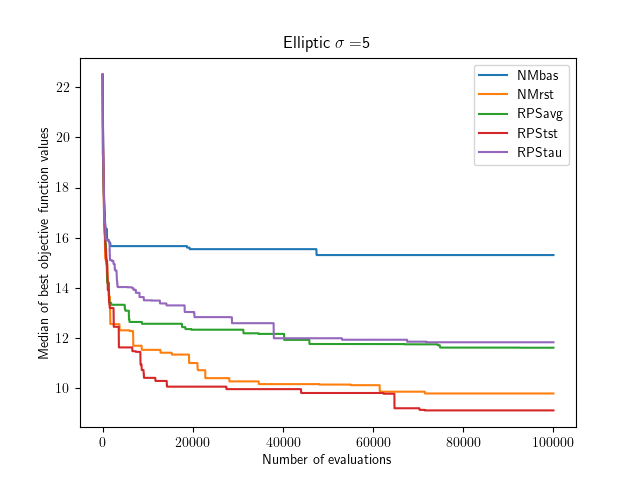 Elliptic σ =5
Median of best objective function values
22
20
18
16
14
12
10
NMbas
NMrst
RPSavg
RPStst
RPStau
0 20000 40000 60000 80000 100000
Number of evaluations